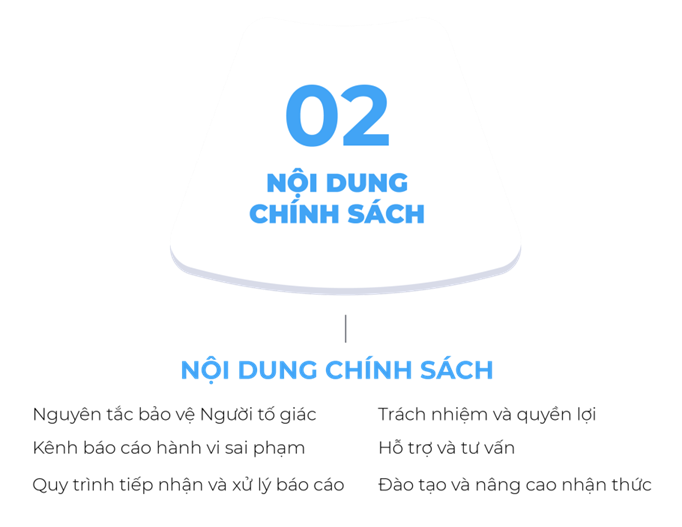 02
NỘI DUNG
CHÍNH SÁCH
NỘI DUNG CHÍNH SÁCH
Nguyên tắc bảo vệ Người tố giác
Kênh báo cáo hành vi sai phạm
Quy trình tiếp nhận và xử lý báo cáo
Trách nhiệm và quyền lợi
Hỗ trợ và tư vấn
Đào tạo và nâng cao nhận thức